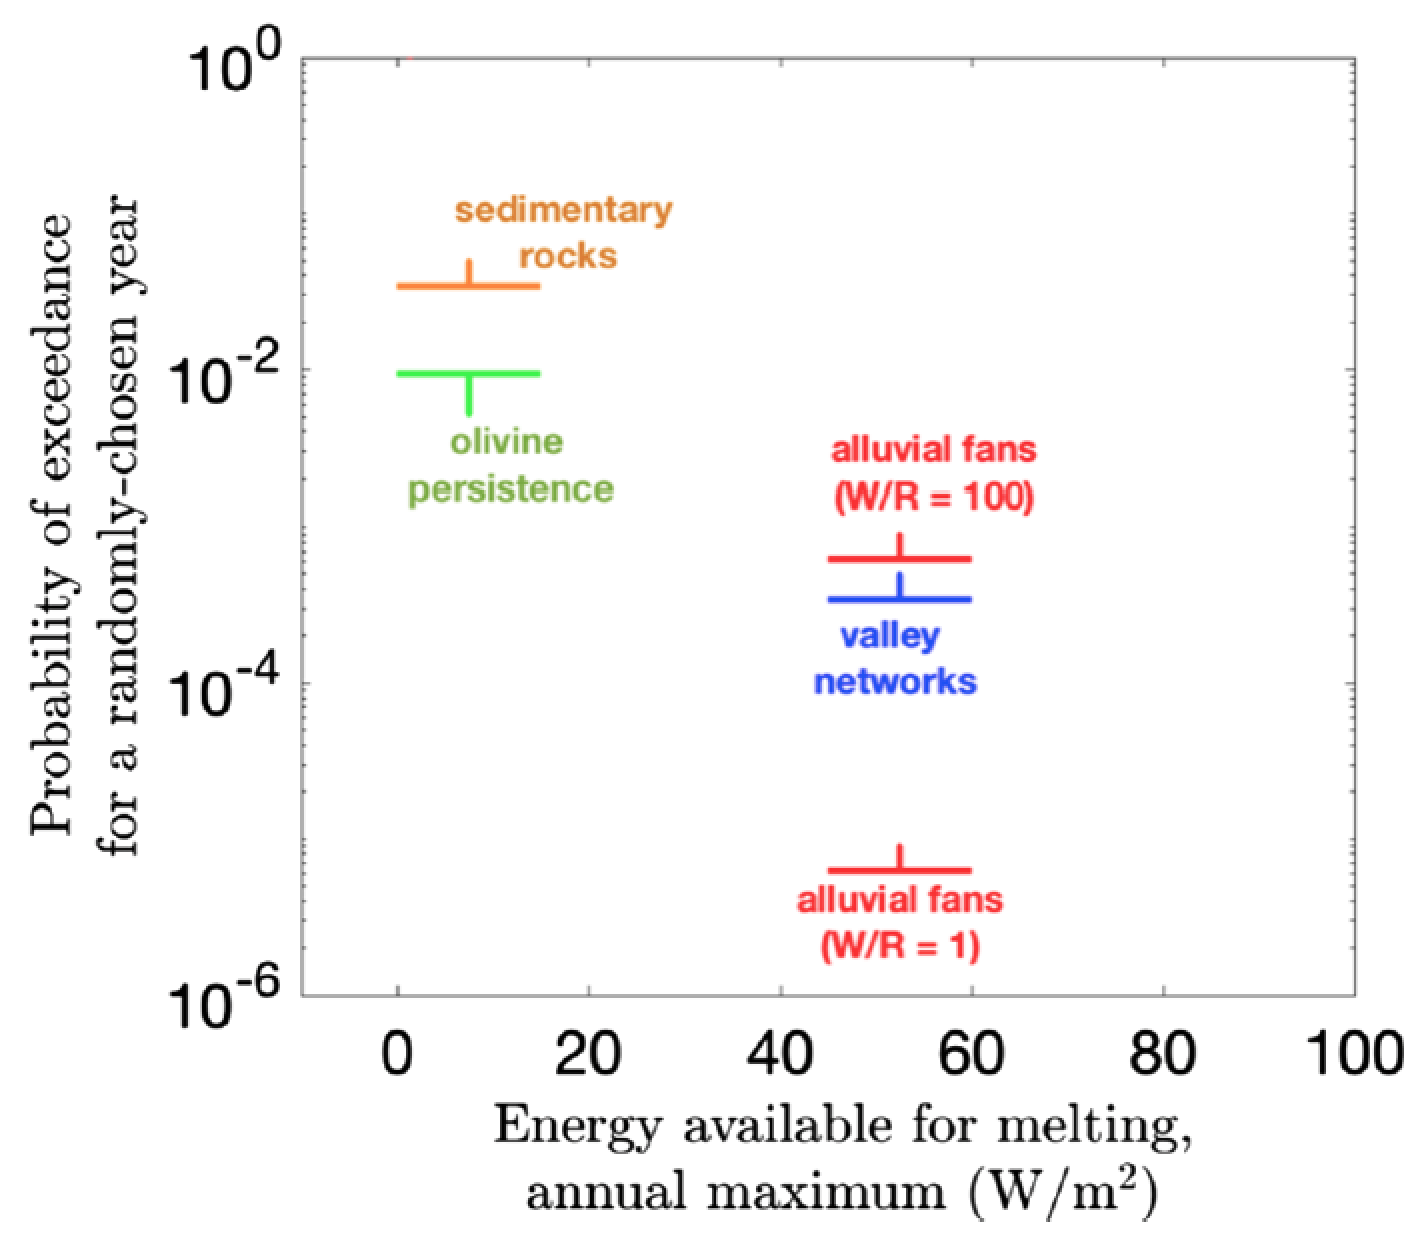 10^0
sedimentary
rocks
10^-2
olivine
persistence
alluvial fans
(W/R = 100)
valley
networks
10^-4
alluvial fans
(W/R = 1)
10^-6
0 20 40 60 80 100
Energy available for melting,
annual maximum (W/m²)
Probability of exceedance
for a randomly-chosen year